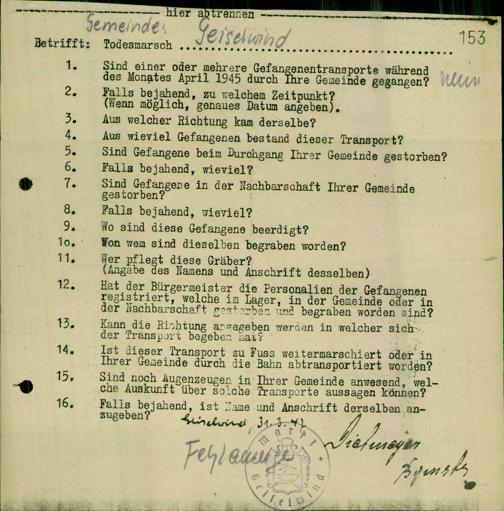 hier abtrennen
Gemeinde: Geiselwind
153
Betrifft: Todesmarsch
1. Sind einer oder mehrere Gefangenentransporte während
des Monates April 1945 durch Ihre Gemeinde gegangen? nein
2. Falls bejahend, zu welchem Zeitpunkt?
(Wenn möglich, genaues Datum angeben).
3. Aus welcher Richtung kam derselbe?
4. Aus wieviel Gefangenen bestand dieser Transport?
5. Sind Gefangene beim Durchgang Ihrer Gemeinde gestorben?
6. Falls bejahend, wieviel?
7. Sind Gefangene in der Nachbarschaft Ihrer Gemeinde
gestorben?
8. Falls bejahend, wieviel?
9. Wo sind diese Gefangene beerdigt?
10. Von wem sind dieselben begraben worden?
11. Wer pflegt diese Gräber?
(Angabe des Namens und Anschrift desselben)
12. Hat der Bürgermeister die Personalien der Gefangenen
registriert, welche im Lager, in der Gemeinde oder in
der Nachbarschaft gestorben und begraben worden sind?
13. Kann die Richtung angegeben werden in welcher sich
der Transport begeben hat?
14. Ist dieser Transport zu Fuss weitermarschiert oder in
Ihrer Gemeinde durch die Bahn abtransportiert worden?
15. Sind noch Augenzeugen in Ihrer Gemeinde anwesend, wel-
che Auskunft über solche Transporte aussagen können?
16. Falls bejahend, ist Name und Anschrift derselben an-
zugeben?
Geiselwind, 31.3.47
Fehlanzeige
Markt
Geiselwind